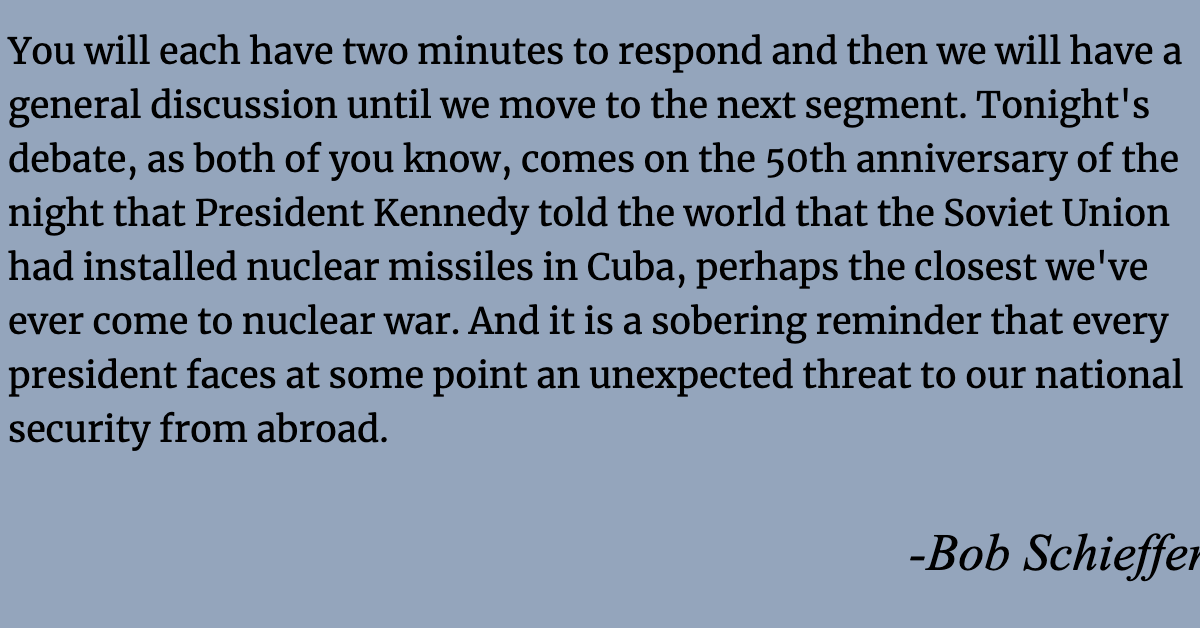 You will each have two minutes to respond and then we will have a
general discussion until we move to the next segment. Tonight's
debate, as both of you know, comes on the 50th anniversary of the
night that President Kennedy told the world that the Soviet Union
had installed nuclear missiles in Cuba, perhaps the closest we've
ever come to nuclear war. And it is a sobering reminder that every
president faces at some point an unexpected threat to our national
security from abroad.
-Bob Schieffer